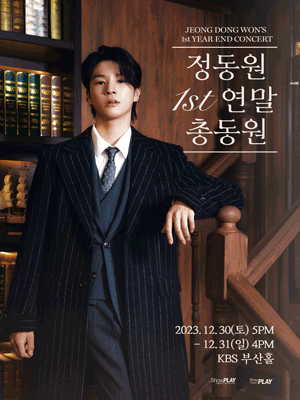 JEONG DONG WON'S
1st YEAR END CONCERT
정동원
1st 연말
총동원
2023. 12. 30(토) 5PM
– 12. 31(일) 4PM
KBS 부산홀
ShowPLAY